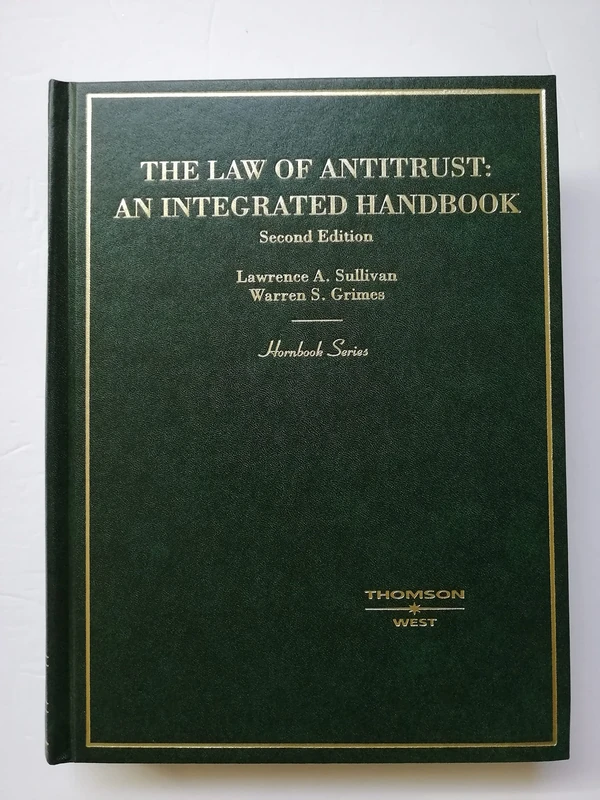 THE LAW OF ANTITRUST:
AN INTEGRATED HANDBOOK
Second Edition
Lawrence A. Sullivan
Warren S. Grimes
Hornbook Series
THOMSON
WEST